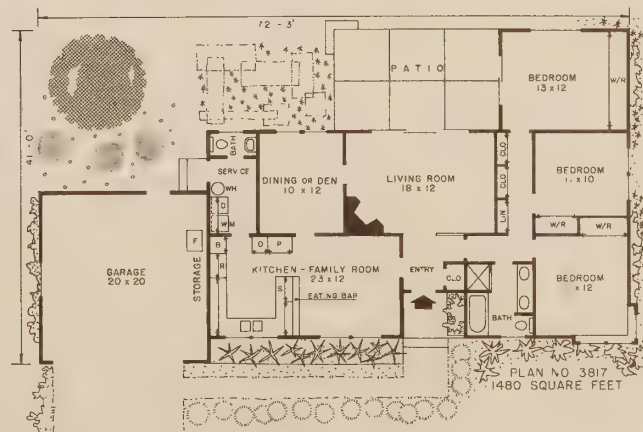 72 - 3'
41 - 0'
PATIO
BEDROOM
13 x 12
W/R
BATH
SERVICE
WH
D
WM
DINING OR DEN
10 x 12
LIVING ROOM
18 x 12
CLO
CLO
LIN
BEDROOM
x 10
W/R
W/R
GARAGE
20 x 20
STORAGE
F
B
R
O P
KITCHEN - FAMILY ROOM
23 x 12
S
EATING BAR
ENTRY
CLO
BATH
BEDROOM
x 12
PLAN NO 3817
1480 SQUARE FEET